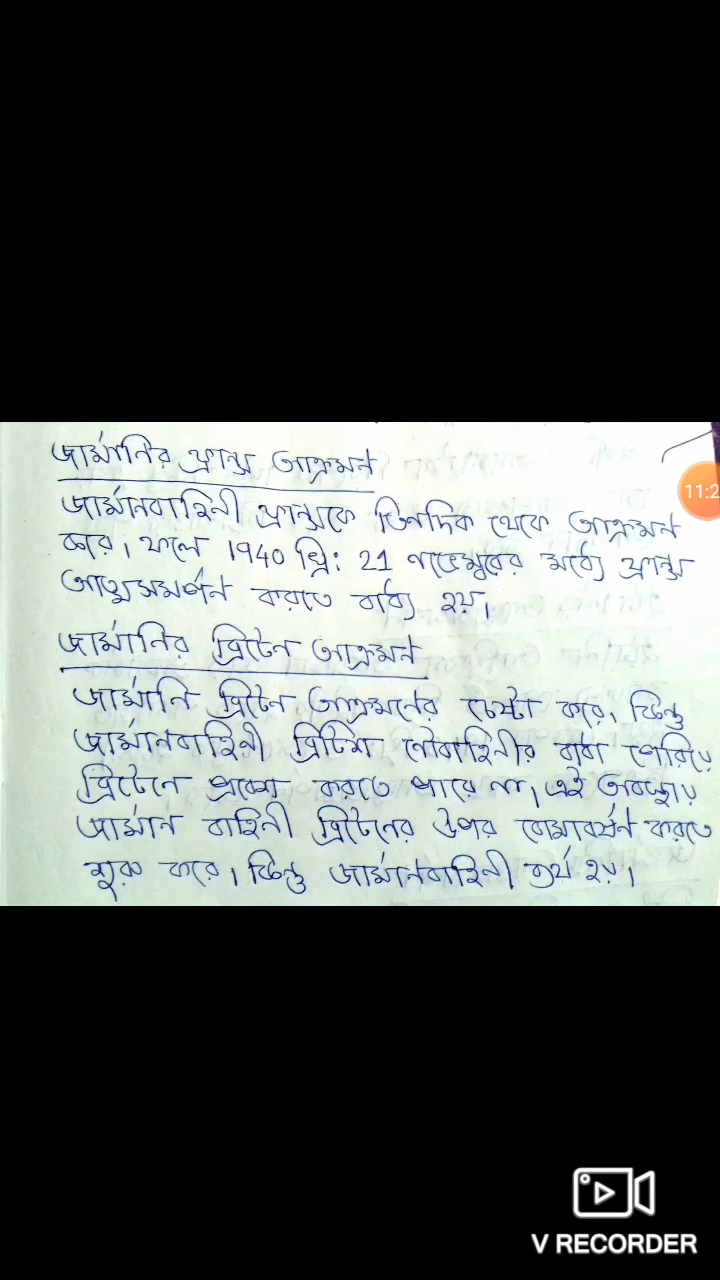 জার্মানির ফ্রান্স আক্রমন
জার্মানবাহিনী ফ্রান্সকে তিনদিক থেকে আক্রমন
করে। ফলে 1940 খ্রি: 21 নভেম্বরের মধ্যে ফ্রান্স
আত্মসমর্পন করতে বাধ্য হয়।
জার্মানির ব্রিটেন আক্রমন
জার্মানি ব্রিটেন আক্রমনের চেষ্টা করে, কিন্তু
জার্মানবাহিনী ব্রিটিশ নৌবাহিনীর বাধা পেরিয়ে
ব্রিটেনে প্রবেশ করতে পারে না, এই অবস্থায়
জার্মান বাহিনী ব্রিটেনের উপর বোমাবর্ষন করতে
শুরু করে। কিন্তু জার্মানবাহিনী ব্যর্থ হয়।
11:2
V RECORDER